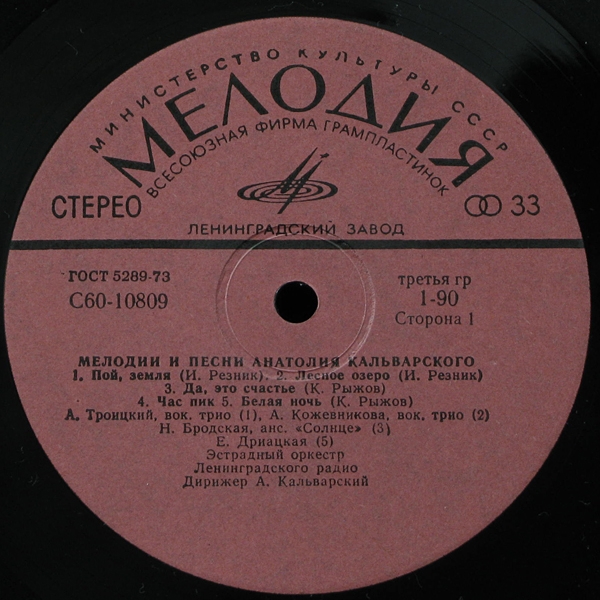 МИНИСТЕРСТВО КУЛЬТУРЫ СССР
МЕЛОДИЯ
ВСЕСОЮЗНАЯ ФИРМА ГРАМПЛАСТИНОК
СТЕРЕО
33
ЛЕНИНГРАДСКИЙ ЗАВОД
ГОСТ 5289-73
С60-10809
третья гр
1-90
Сторона 1
МЕЛОДИИ И ПЕСНИ АНАТОЛИЯ КАЛЬВАРСКОГО
1. Пой, земля (И. Резник). 2. Лесное озеро (И. Резник)
3. Да, это счастье (К. Рыжов)
4. Час пик 5. Белая ночь (К. Рыжов)
А. Троицкий, вок. трио (1), А. Кожевникова, вок. трио (2)
Н. Бродская, анс. «Солнце» (3)
Е. Дриацкая (5)
Эстрадный оркестр
Ленинградского радио
Дирижер А. Кальварский